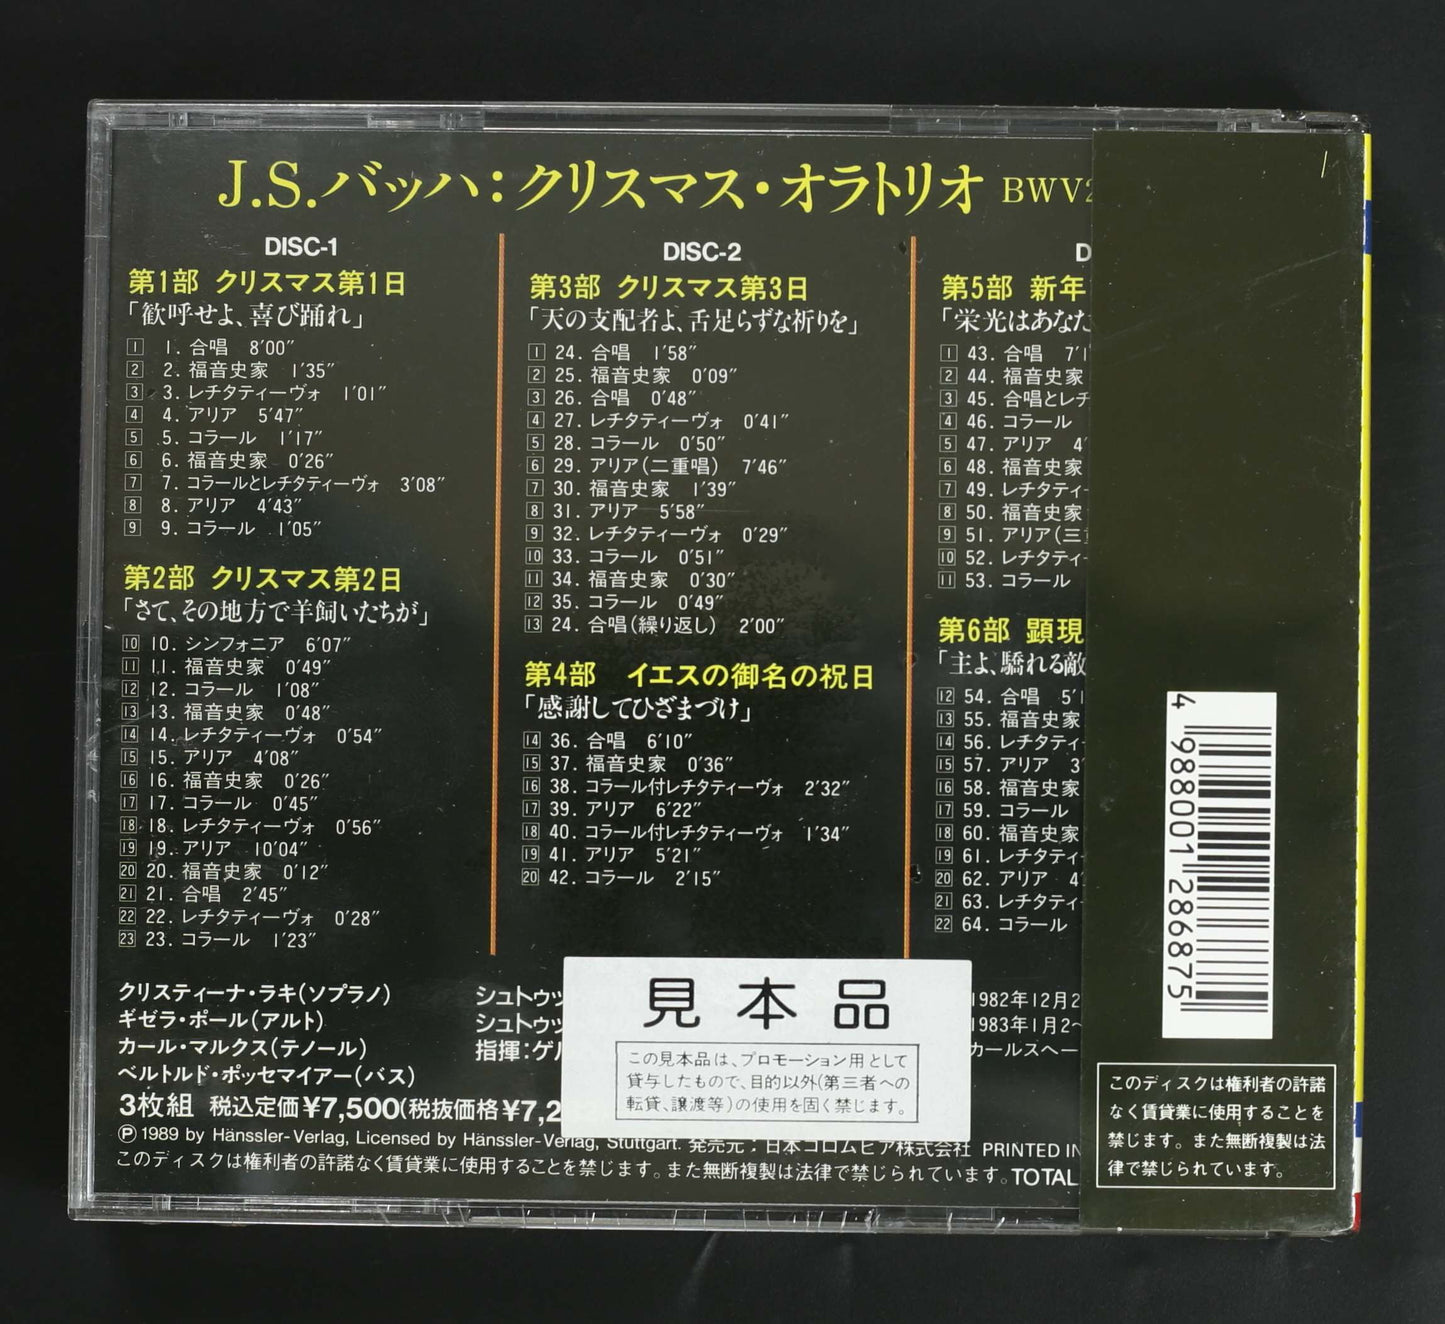 J.S.バッハ:クリスマス・オラトリオ BWV2
DISC-1
第1部 クリスマス第1日
「歓呼せよ、喜び踊れ」
1 1. 合唱 8'00"
2 2. 福音史家 1'35"
3 3. レチタティーヴォ 1'01"
4 4. アリア 5'47"
5 5. コラール 1'17"
6 6. 福音史家 0'26"
7 7. コラールとレチタティーヴォ 3'08"
8 8. アリア 4'43"
9 9. コラール 1'05"
第2部 クリスマス第2日
「さて、その地方で羊飼いたちが」
10 10. シンフォニア 6'07"
11 11. 福音史家 0'49"
12 12. コラール 1'08"
13 13. 福音史家 0'48"
14 14. レチタティーヴォ 0'54"
15 15. アリア 4'08"
16 16. 福音史家 0'26"
17 17. コラール 0'45"
18 18. レチタティーヴォ 0'56"
19 19. アリア 10'04"
20 20. 福音史家 0'12"
21 21. 合唱 2'45"
22 22. レチタティーヴォ 0'28"
23 23. コラール 1'23"
DISC-2
第3部 クリスマス第3日
「天の支配者よ、舌足らずな祈りを」
1 24. 合唱 1'58"
2 25. 福音史家 0'09"
3 26. 合唱 0'48"
4 27. レチタティーヴォ 0'41"
5 28. コラール 0'50"
6 29. アリア(二重唱) 7'46"
7 30. 福音史家 1'39"
8 31. アリア 5'58"
9 32. レチタティーヴォ 0'29"
10 33. コラール 0'51"
11 34. 福音史家 0'30"
12 35. コラール 0'49"
13 24. 合唱(繰り返し) 2'00"
第4部 イエスの御名の祝日
「感謝してひざまづけ」
14 36. 合唱 6'10"
15 37. 福音史家 0'36"
16 38. コラール付レチタティーヴォ 2'32"
17 39. アリア 6'22"
18 40. コラール付レチタティーヴォ 1'34"
19 41. アリア 5'21"
20 42. コラール 2'15"
D
第5部 新年
「栄光はあなた
1 43. 合唱 7'1
2 44. 福音史家
3 45. 合唱とレチ
4 46. コラール
5 47. アリア 4'
6 48. 福音史家
7 49. レチタティ
8 50. 福音史家
9 51. アリア(三
10 52. レチタティ
11 53. コラール
第6部 顕現
「主よ、驕れる敵
12 54. 合唱 5'1
13 55. 福音史家
14 56. レチタティ
15 57. アリア 3'
16 58. 福音史家
17 59. コラール
18 60. 福音史家
19 61. レチタティ
20 62. アリア 4'
21 63. レチタティ
22 64. コラール
クリスティーナ・ラキ(ソプラノ)
ギゼラ・ポール(アルト)
カール・マルクス(テノール)
ベルトルド・ポッセマイアー(バス)
シュトゥッ
シュトゥッ
指揮:ゲル
1982年12月2
1983年1月2~
カールスヘー
3枚組 税込定価¥7,500(税抜価格¥7,2
Ⓟ 1989 by Hänssler-Verlag, Licensed by Hänssler-Verlag, Stuttgart. 発売元:日本コロムビア株式会社 PRINTED IN
このディスクは権利者の許諾なく賃貸業に使用することを禁じます。また無断複製は法律で禁じられています。TOTAL
見本品
この見本品は、プロモーション用として
貸与したもので、目的以外(第三者への
転貸、譲渡等)の使用を固く禁じます。
4 988001 286875
このディスクは権利者の許諾
なく賃貸業に使用することを
禁じます。また無断複製は法
律で禁じられています。